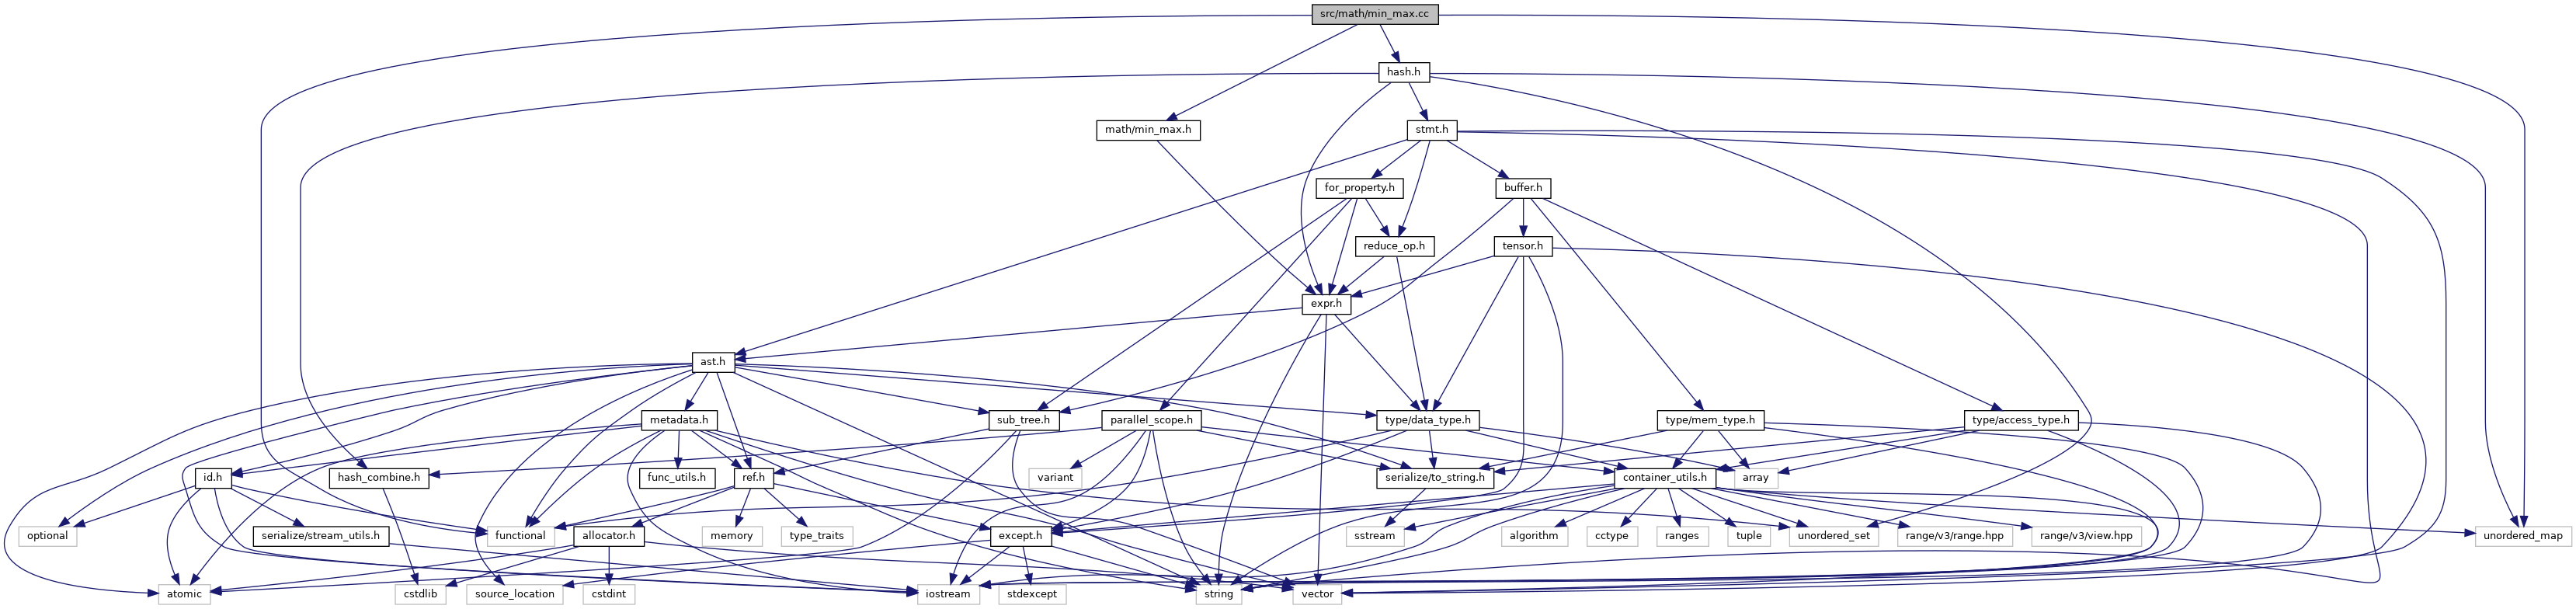 src/math/min_max.cc
hash.h
math/min_max.h
stmt.h
for_property.h
buffer.h
reduce_op.h
tensor.h
expr.h
ast.h
metadata.h
sub_tree.h
parallel_scope.h
type/data_type.h
type/mem_type.h
type/access_type.h
id.h
hash_combine.h
func_utils.h
ref.h
variant
serialize/to_string.h
container_utils.h
array
optional
serialize/stream_utils.h
functional
allocator.h
memory
type_traits
except.h
sstream
algorithm
cctype
ranges
tuple
unordered_set
range/v3/range.hpp
range/v3/view.hpp
unordered_map
atomic
cstdlib
source_location
cstdint
iostream
stdexcept
string
vector